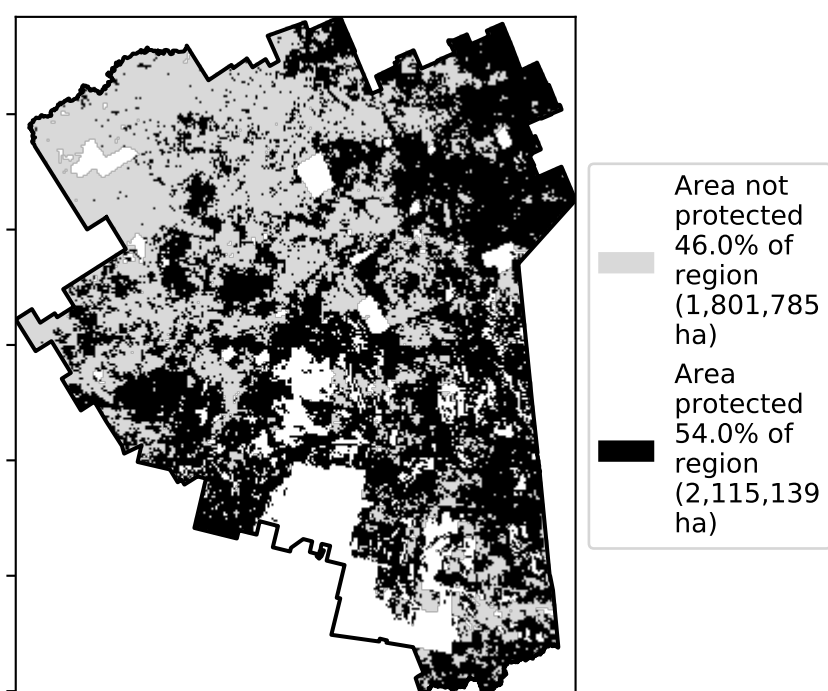 Area not
protected
46.0% of
region
(1,801,785
ha)
Area
protected
54.0% of
region
(2,115,139
ha)